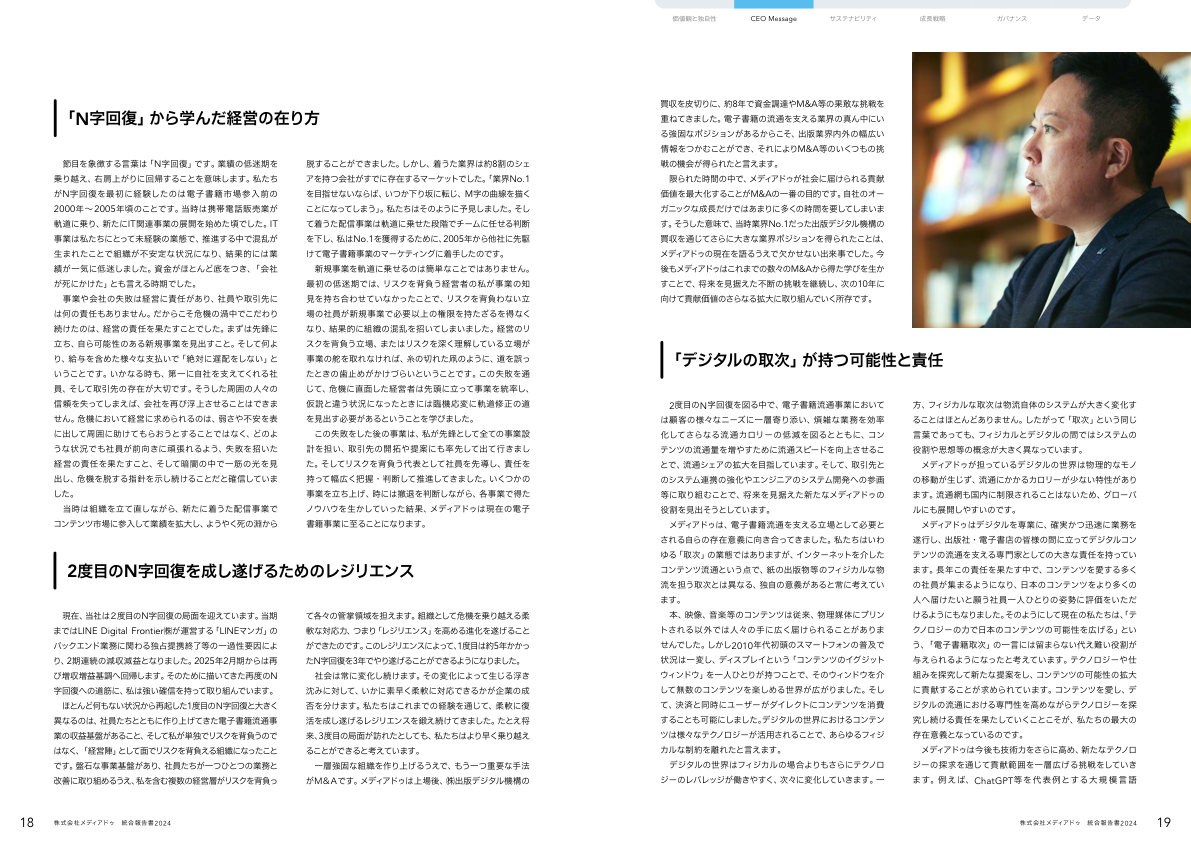 価値観と独自性
CEO Message
サステナビリティ
成長戦略
ガバナンス
データ
「N字回復」から学んだ経営の在り方
節目を象徴する言葉は「N字回復」です。業績の低迷期を
乗り越え、右肩上がりに回帰することを意味します。私たち
がN字回復を最初に経験したのは電子書籍市場参入前の
2000年〜2005年頃のことです。当時は携帯電話販売業が
軌道に乗り、新たにIT関連事業の展開を始めた頃でした。IT
事業は私たちにとって未経験の業態で、推進する中で混乱が
生まれたことで組織が不安定な状況になり、結果的には業
績が一気に低迷しました。資金がほとんど底をつき、「会社
が死にかけた」とも言える時期でした。
事業や会社の失敗は経営に責任があり、社員や取引先に
は何の責任もありません。だからこそ危機の渦中でこだわり
続けたのは、経営の責任を果たすことでした。まずは先鋒に
立ち、自ら可能性のある新規事業を見出すこと。そして何よ
り、給与を含めた様々な支払いで「絶対に遅配をしない」と
いうことです。いかなる時も、第一に自社を支えてくれる社
員、そして取引先の存在が大切です。そうした周囲の人々の
信頼を失ってしまえば、会社を再び浮上させることはできま
せん。危機において経営に求められるのは、弱さや不安を表
に出して周囲に助けてもらおうとすることではなく、どのよ
うな状況でも社員が前向きに頑張れるよう、失敗を招いた
経営の責任を果たすこと、そして暗闇の中で一筋の光を見
出し、危機を脱する指針を示し続けることだと確信していま
した。
当時は組織を立て直しながら、新たに着うた配信事業で
コンテンツ市場に参入して業績を拡大し、ようやく死の淵から
脱することができました。しかし、着うた業界は約8割のシェ
アを持つ会社がすでに存在するマーケットでした。「業界No.1
を目指せないならば、いつか下り坂に転じ、M字の曲線を描く
ことになってしまう」。私たちはそのように予見しました。そし
て着うた配信事業は軌道に乗せた段階でチームに任せる判断
を下し、私はNo.1を獲得するために、2005年から他社に先駆
けて電子書籍事業のマーケティングに着手したのです。
新規事業を軌道に乗せるのは簡単なことではありません。
最初の低迷期では、リスクを背負う経営者の私が事業の知
見を持ち合わせていなかったことで、リスクを背負わない立
場の社員が新規事業で必要以上の権限を持たざるを得なく
なり、結果的に組織の混乱を招いてしまいました。経営のリ
スクを背負う立場、またはリスクを深く理解している立場が
事業の舵を取れなければ、糸の切れた凧のように、道を誤っ
たときの歯止めがかけづらいということです。この失敗を通
じて、危機に直面した経営者は先頭に立って事業を統率し、
仮説と違う状況になったときには臨機応変に軌道修正の道
を見出す必要があるということを学びました。
この失敗をした後の事業は、私が先鋒として全ての事業設
計を担い、取引先の開拓や提案にも率先して出て行きまし
た。そしてリスクを背負う代表として社員を先導し、責任を
持って幅広く把握・判断して推進してきました。いくつかの
事業を立ち上げ、時には撤退を判断しながら、各事業で得た
ノウハウを生かしていった結果、メディアドゥは現在の電子
書籍事業に至ることになります。
2度目のN字回復を成し遂げるためのレジリエンス
現在、当社は2度目のN字回復の局面を迎えています。当期
まではLINE Digital Frontier㈱が運営する「LINEマンガ」の
バックエンド業務に関わる独占提携終了等の一過性要因によ
り、2期連続の減収減益となりました。2025年2月期からは再
び増収増益基調へ回帰します。そのために描いてきた再度のN
字回復への道筋に、私は強い確信を持って取り組んでいます。
ほとんど何もない状況から再起した1度目のN字回復と大きく
異なるのは、社員たちとともに作り上げてきた電子書籍流通事
業の収益基盤があること、そして私が単独でリスクを背負うので
はなく、「経営陣」として面でリスクを背負える組織になったこと
です。盤石な事業基盤があり、社員たちが一つひとつの業務と
改善に取り組めるうえ、私を含む複数の経営層がリスクを背負っ
て各々の管掌領域を担えます。組織として危機を乗り越える柔
軟な対応力、つまり「レジリエンス」を高める進化を遂げること
ができたのです。このレジリエンスによって、1度目は約5年かかっ
たN字回復を3年でやり遂げることができるようになりました。
社会は常に変化し続けます。その変化によって生じる浮き
沈みに対して、いかに素早く柔軟に対応できるかが企業の成
否を分けます。私たちはこれまでの経験を通じて、柔軟に復
活を成し遂げるレジリエンスを鍛え続けてきました。たとえ将
来、3度目の局面が訪れたとしても、私たちはより早く乗り越え
ることができると考えています。
一層強固な組織を作り上げるうえで、もう一つ重要な手法
がM&Aです。メディアドゥは上場後、㈱出版デジタル機構の
買収を皮切りに、約8年で資金調達やM&A等の果敢な挑戦を
重ねてきました。電子書籍の流通を支える業界の真ん中にい
る強固なポジションがあるからこそ、出版業界内外の幅広い
情報をつかむことができ、それによりM&A等のいくつもの挑
戦の機会が得られたと言えます。
限られた時間の中で、メディアドゥが社会に届けられる貢献
価値を最大化することがM&Aの一番の目的です。自社のオー
ガニックな成長だけではあまりに多くの時間を要してしまいま
す。そうした意味で、当時業界No.1だった出版デジタル機構の
買収を通じてさらに大きな業界ポジションを得られたことは、
メディアドゥの現在を語るうえで欠かせない出来事でした。今
後もメディアドゥはこれまでの数々のM&Aから得た学びを生か
すことで、将来を見据えた不断の挑戦を継続し、次の10年に
向けて貢献価値のさらなる拡大に取り組んでいく所存です。
「デジタルの取次」が持つ可能性と責任
2度目のN字回復を図る中で、電子書籍流通事業において
は顧客の様々なニーズに一層寄り添い、煩雑な業務を効率
化してさらなる流通カロリーの低減を図るとともに、コン
テンツの流通量を増やすために流通スピードを向上させるこ
とで、流通シェアの拡大を目指しています。そして、取引先と
のシステム連携の強化やエンジニアのシステム開発への参画
等に取り組むことで、将来を見据えた新たなメディアドゥの
役割を見出そうとしています。
メディアドゥは、電子書籍流通を支える立場として必要と
される自らの存在意義に向き合ってきました。私たちはいわ
ゆる「取次」の業態ではありますが、インターネットを介した
コンテンツ流通という点で、紙の出版物等のフィジカルな物
流を担う取次とは異なる、独自の意義があると常に考えてい
ます。
本、映像、音楽等のコンテンツは従来、物理媒体にプリン
トされる以外では人々の手に広く届けられることがありま
せんでした。しかし2010年代初頭のスマートフォンの普及で
状況は一変し、ディスプレイという「コンテンツのイグジット
ウィンドウ」を一人ひとりが持つことで、そのウィンドウを介
して無数のコンテンツを楽しめる世界が広がりました。そし
て、決済と同時にユーザーがダイレクトにコンテンツを消費
することも可能にしました。デジタルの世界におけるコンテン
ツは様々なテクノロジーが活用されることで、あらゆるフィジ
カルな制約を離れたと言えます。
デジタルの世界はフィジカルの場合よりもさらにテクノロ
ジーのレバレッジが働きやすく、次々に変化していきます。一
方、フィジカルな取次は物流自体のシステムが大きく変化す
ることはほとんどありません。したがって「取次」という同じ
言葉であっても、フィジカルとデジタルの間ではシステムの
役割や思想等の概念が大きく異なっています。
メディアドゥが担っているデジタルの世界は物理的なモノ
の移動が生じず、流通にかかるカロリーが少ない特性があり
ます。流通網も国内に制限されることはないため、グローバ
ルにも展開しやすいのです。
メディアドゥはデジタルを専業に、確実かつ迅速に業務を
遂行し、出版社・電子書店の皆様の間に立ってデジタルコン
テンツの流通を支える専門家としての大きな責任を持ってい
ます。長年この責任を果たす中で、コンテンツを愛する多く
の社員が集まるようになり、日本のコンテンツをより多くの
人へ届けたいと願う社員一人ひとりの姿勢に評価をいただ
けるようにもなりました。そのようにして現在の私たちは、「テ
クノロジーの力で日本のコンテンツの可能性を広げる」とい
う、「電子書籍取次」の一言には留まらない代え難い役割が
与えられるようになったと考えています。テクノロジーや仕
組みを探究して新たな提案をし、コンテンツの可能性の拡大
に貢献することが求められています。コンテンツを愛し、デ
ジタルの流通における専門性を高めながらテクノロジーを探
究し続ける責任を果たしていくことこそが、私たちの最大の
存在意義となっているのです。
メディアドゥは今後も技術力をさらに高め、新たなテクノロ
ジーの探求を通じて貢献範囲を一層広げる挑戦をしていき
ます。例えば、ChatGPT等を代表例とする大規模言語
18
株式会社メディアドゥ 統合報告書2024
株式会社メディアドゥ 統合報告書2024
19